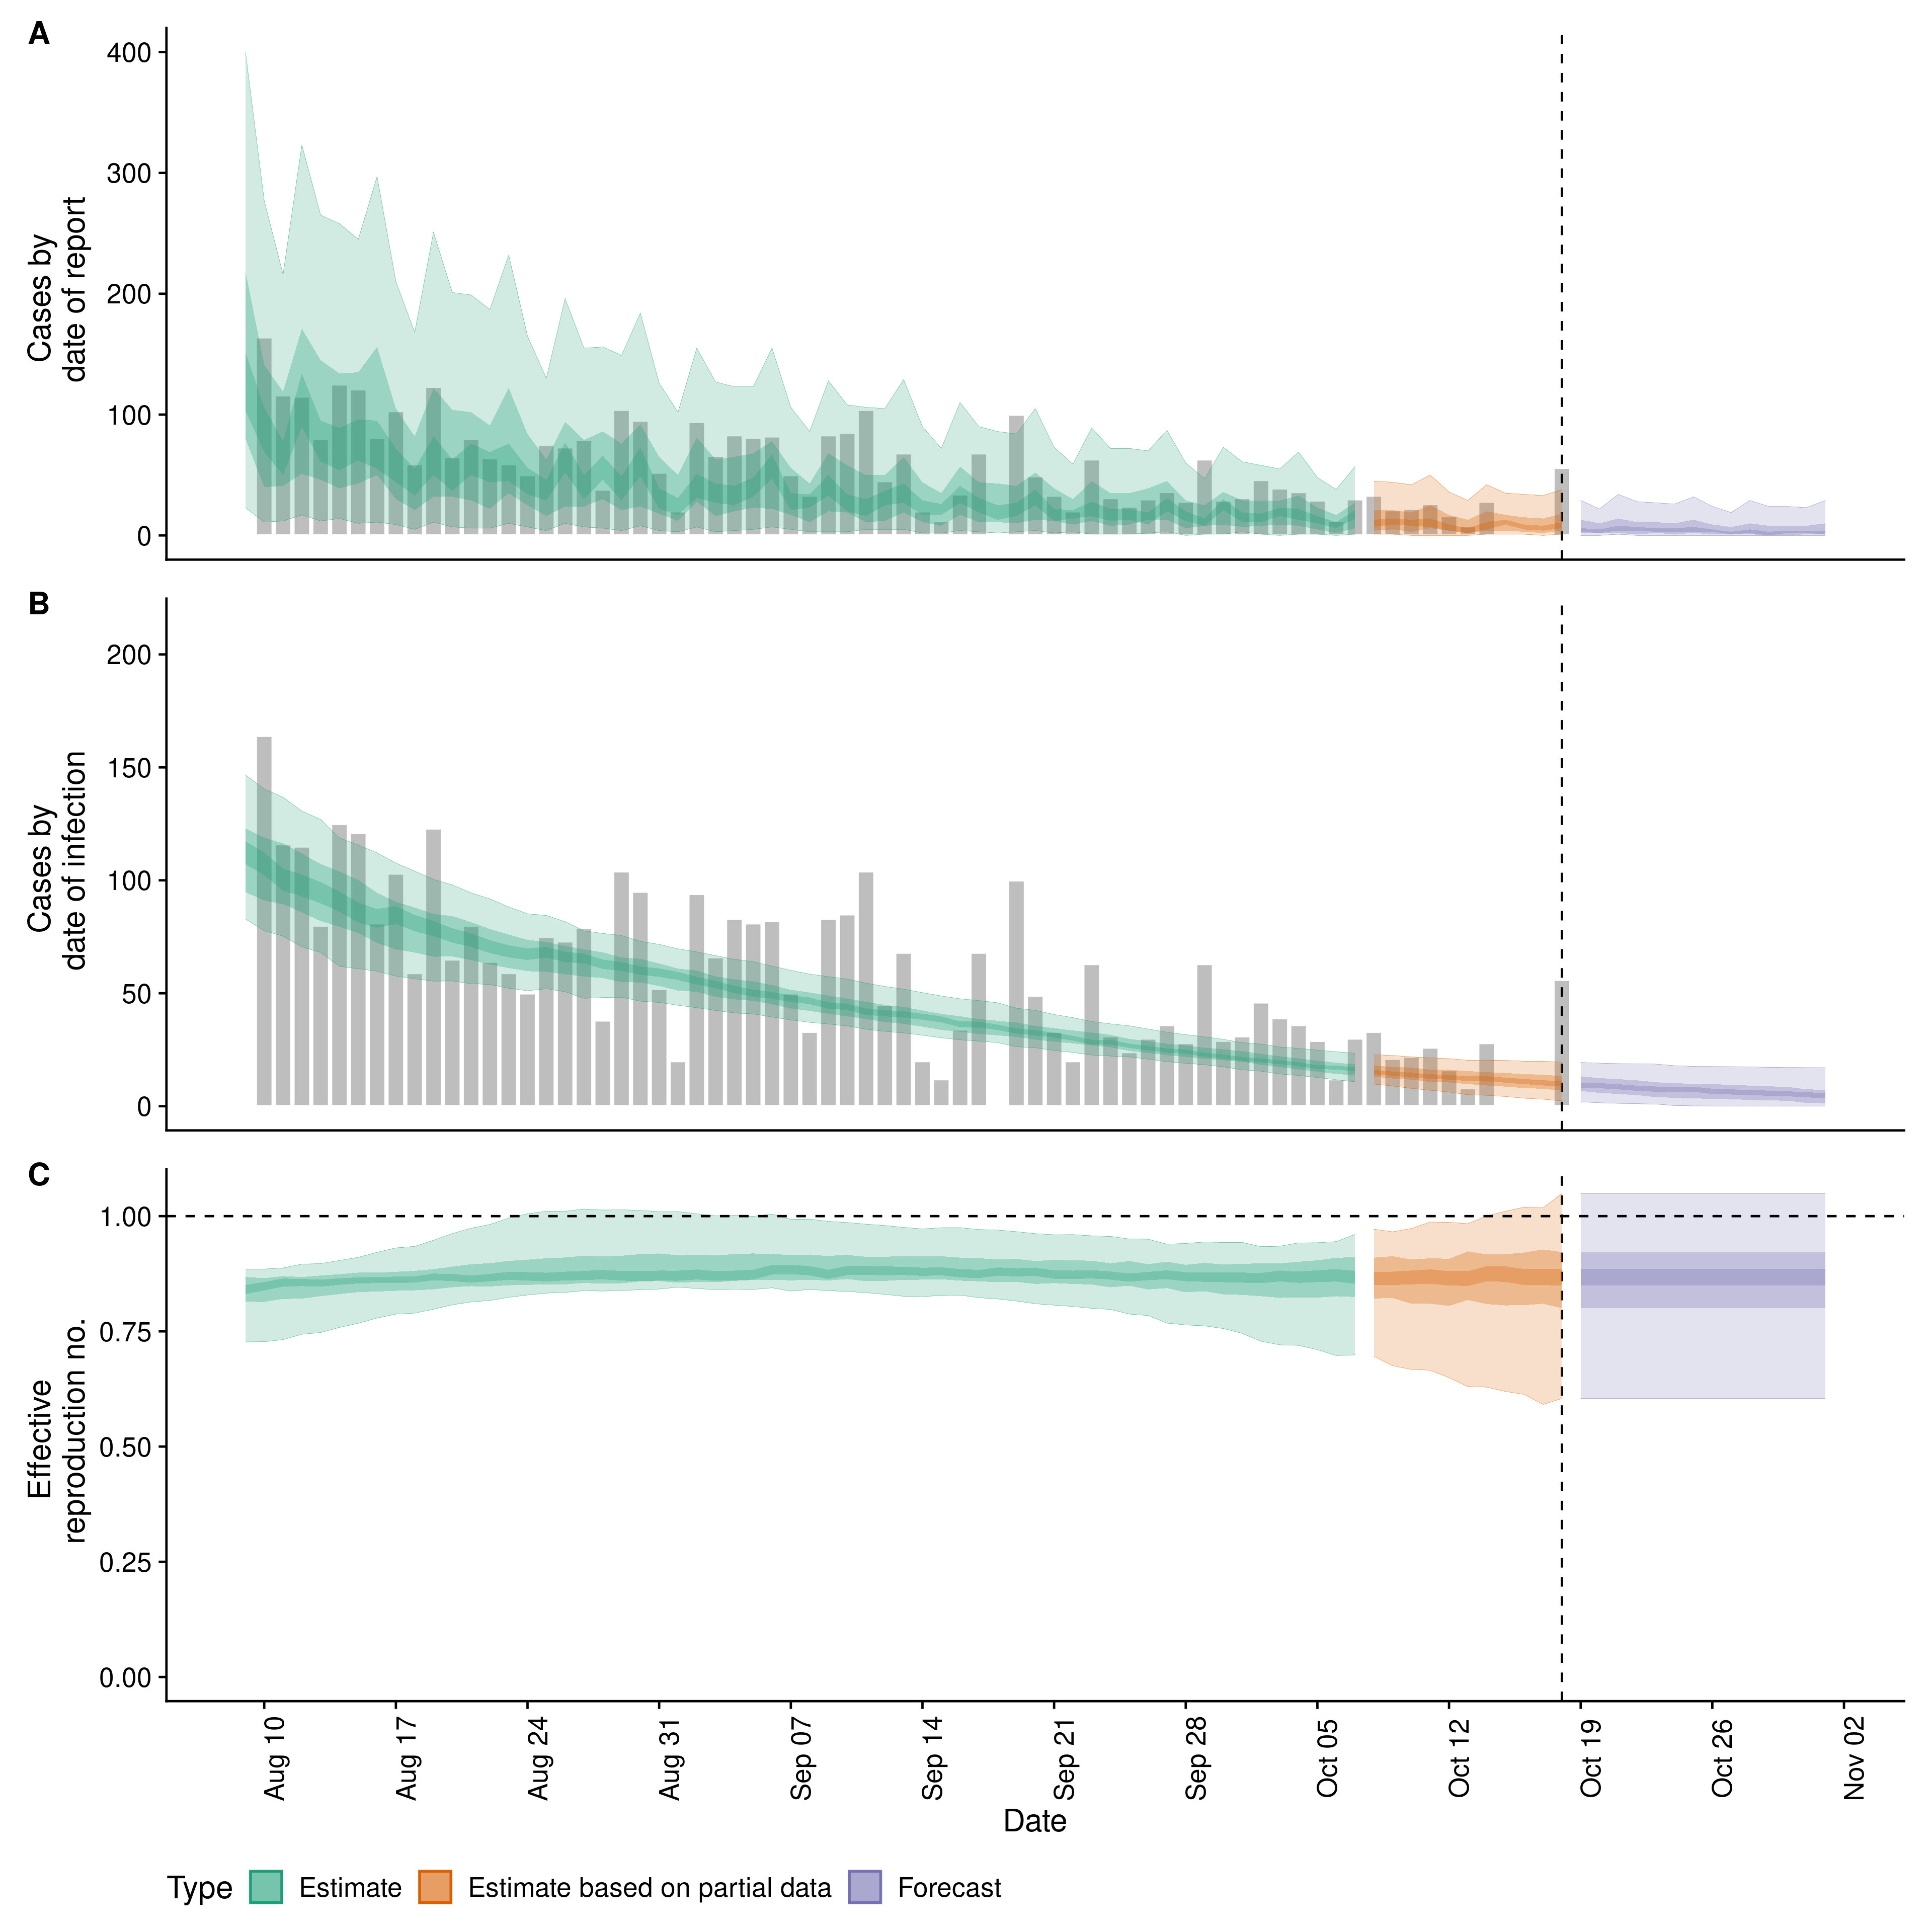 A
Cases by
date of report
400
300
200
100
0
B
Cases by
date of infection
200
150
100
50
0
C
Effective
reproduction no.
1.00
0.75
0.50
0.25
0.00
Aug 10
Aug 17
Aug 24
Aug 31
Sep 07
Sep 14
Sep 21
Sep 28
Oct 05
Oct 12
Oct 19
Oct 26
Nov 02
Date
Type Estimate Estimate based on partial data Forecast